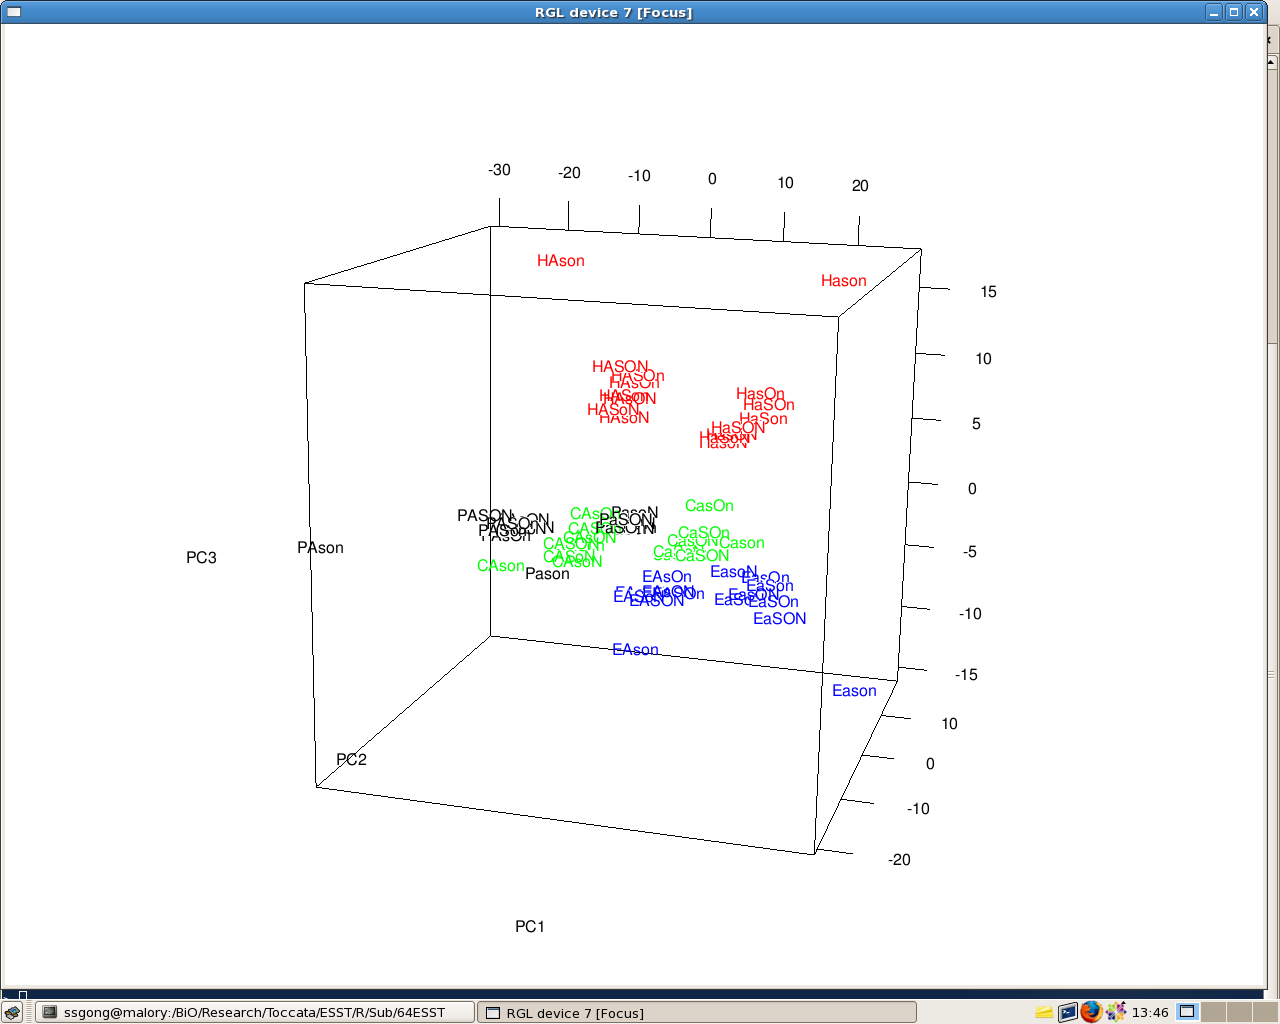 RGL device 7 [Focus]
-30 -20 -10 0 10 20
HAson
Hason
15
10
5
0
-5
-10
-15
HASON
HASOn
HAsOn
HAsON
HASoN
HAsoN
HasOn
HaSOn
HaSon
HaSON
HasoN
CasOn
PASON
PASOn
PasoN
PaSON
CaSOn
CasON
Cason
CAsON
CASON
CASoN
CaSON
CAsoN
CAson
PAson
Pason
PC3
EasoN
EAsOn
EasOn
EaSon
EasON
EASoN
EASON
EaSOn
EaSON
EAson
Eason
10
0
-10
-20
PC2
PC1
ssgong@malory:/BiO/Research/Toccata/ESST/R/Sub/64ESST
RGL device 7 [Focus]
13:46